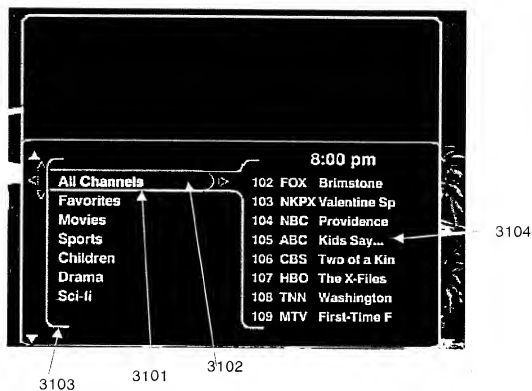 8:00 pm
All Channels
Favorites
Movies
Sports
Children
Drama
Sci-fi
102 FOX Brimstone
103 NKPX Valentine Sp
104 NBC Providence
105 ABC Kids Say...
106 CBS Two of a Kin
107 HBO The X-Files
108 TNN Washington
109 MTV First-Time F
3104
3103
3101
3102